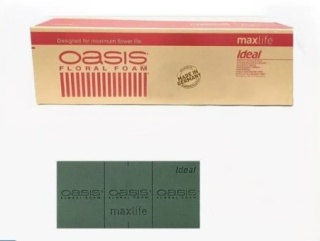 Designed for maximum flower life.
maxlife
OASIS
FLORAL FOAM
Ideal
MADE IN
GERMANY
Ideal
OASIS OASIS OASIS
FLORAL FOAM FLORAL FOAM FLORAL FOAM
maxlife